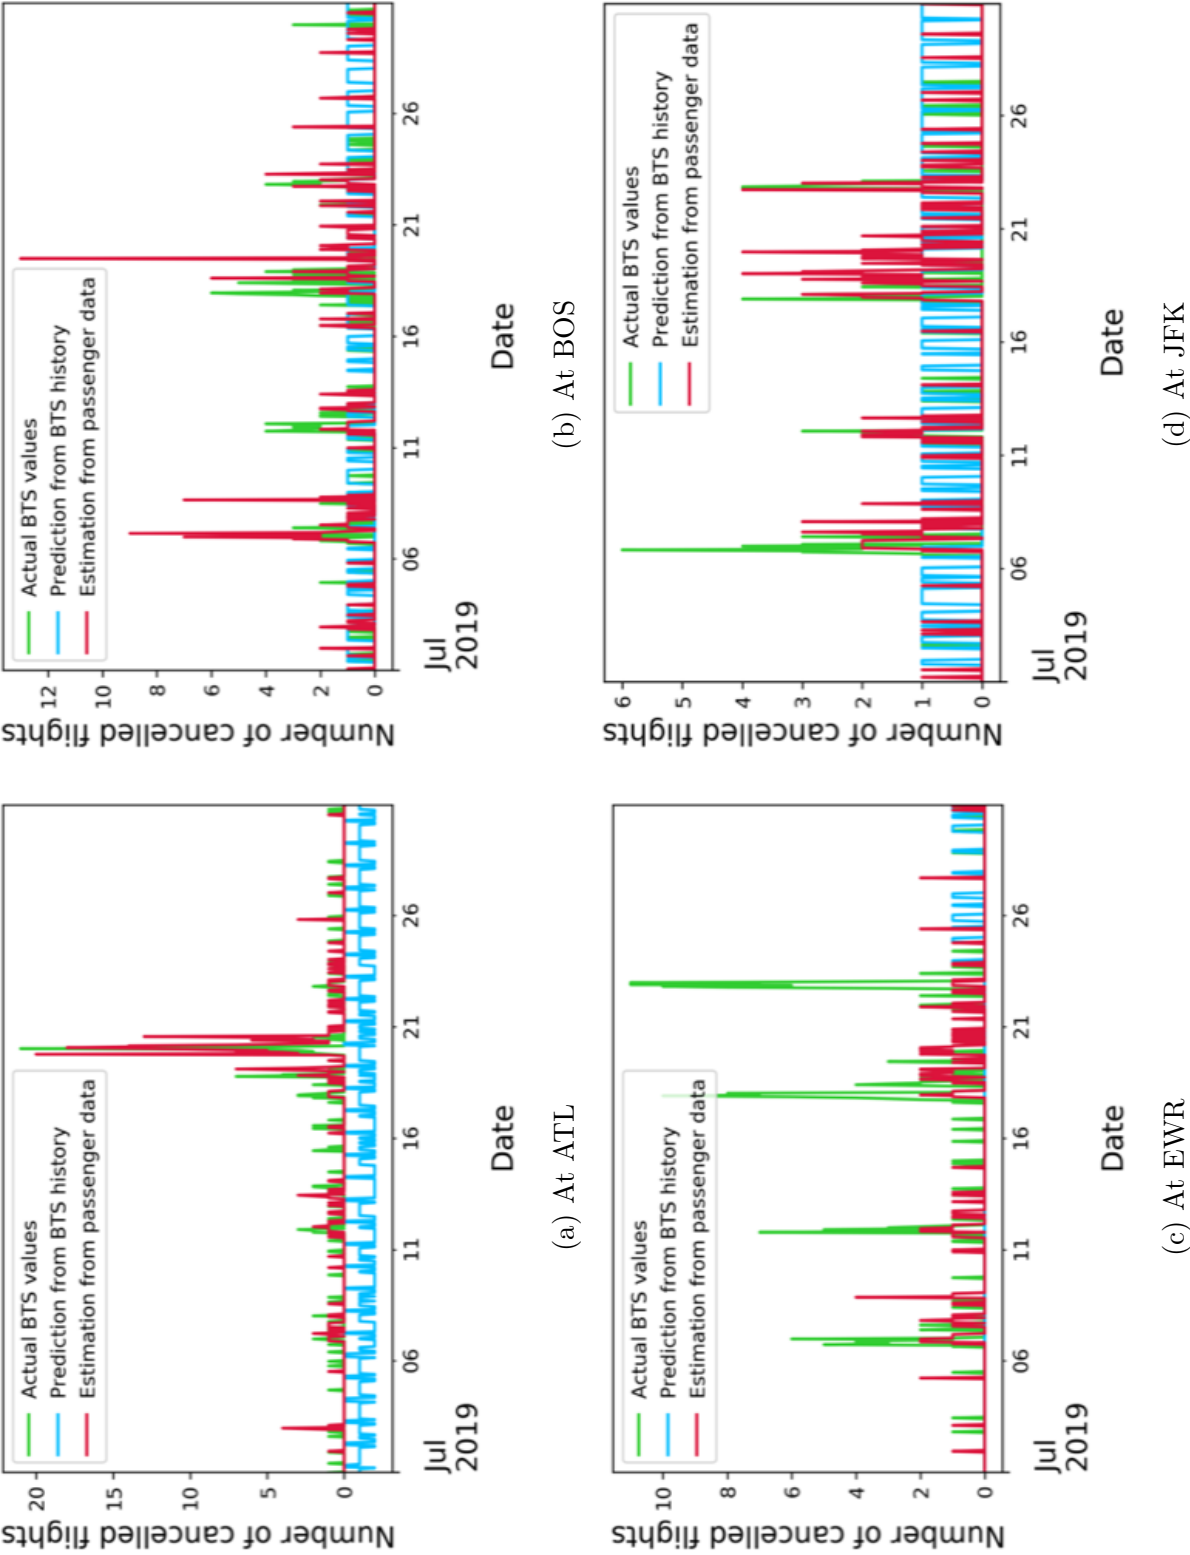 Number of cancelled flights
20
15
10
5
0
Actual BTS values
Prediction from BTS history
Estimation from passenger data
Jul
2019
06
11
16
21
26
Date
(a) At ATL
Number of cancelled flights
12
10
8
6
4
2
0
Actual BTS values
Prediction from BTS history
Estimation from passenger data
Jul
2019
06
11
16
21
26
Date
(b) At BOS
Number of cancelled flights
10
8
6
4
2
0
Actual BTS values
Prediction from BTS history
Estimation from passenger data
Jul
2019
06
11
16
21
26
Date
(c) At EWR
Number of cancelled flights
6
5
4
3
2
1
0
Actual BTS values
Prediction from BTS history
Estimation from passenger data
Jul
2019
06
11
16
21
26
Date
(d) At JFK